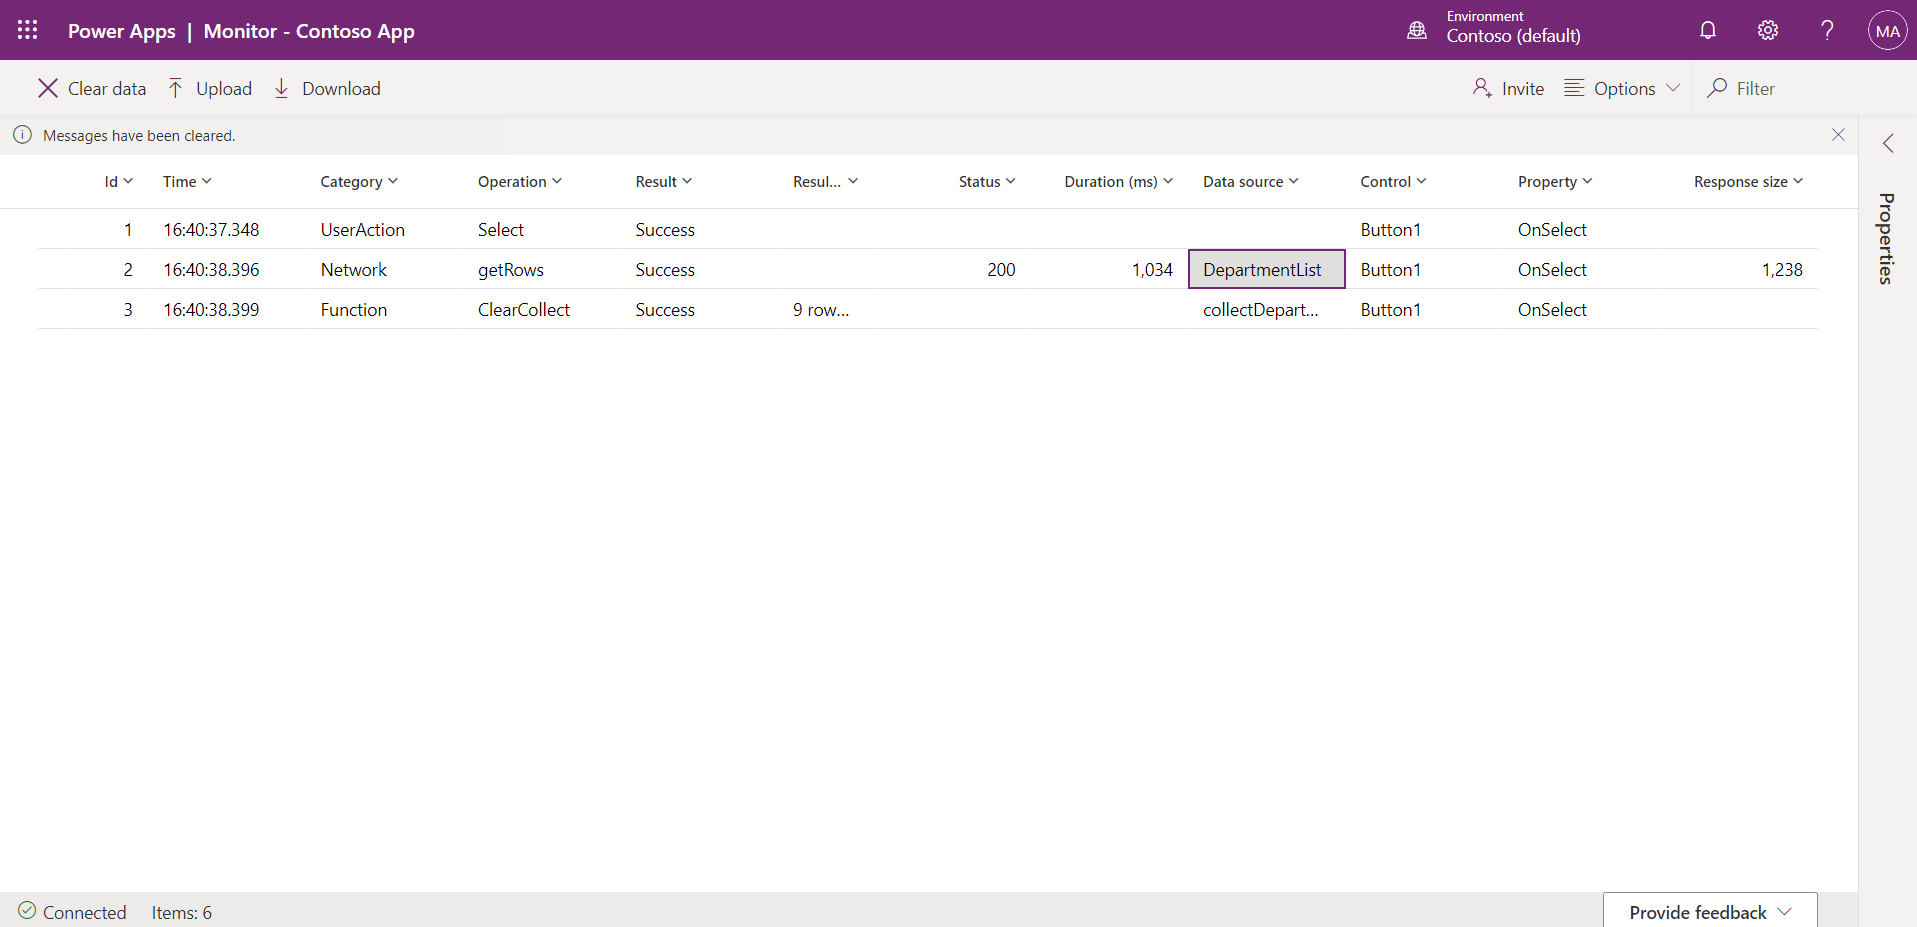 Power Apps | Monitor - Contoso App
Environment
Contoso (default)
?
MA
Clear data Upload Download Invite Options Filter
Messages have been cleared.
Id Time Category Operation Result Resul... Status Duration (ms) Data source Control Property Response size
1 16:40:37.348 UserAction Select Success Button1 OnSelect
2 16:40:38.396 Network getRows Success 200 1,034 DepartmentList Button1 OnSelect 1,238
3 16:40:38.399 Function ClearCollect Success 9 row... collectDepart... Button1 OnSelect
Properties
Connected Items: 6
Provide feedback